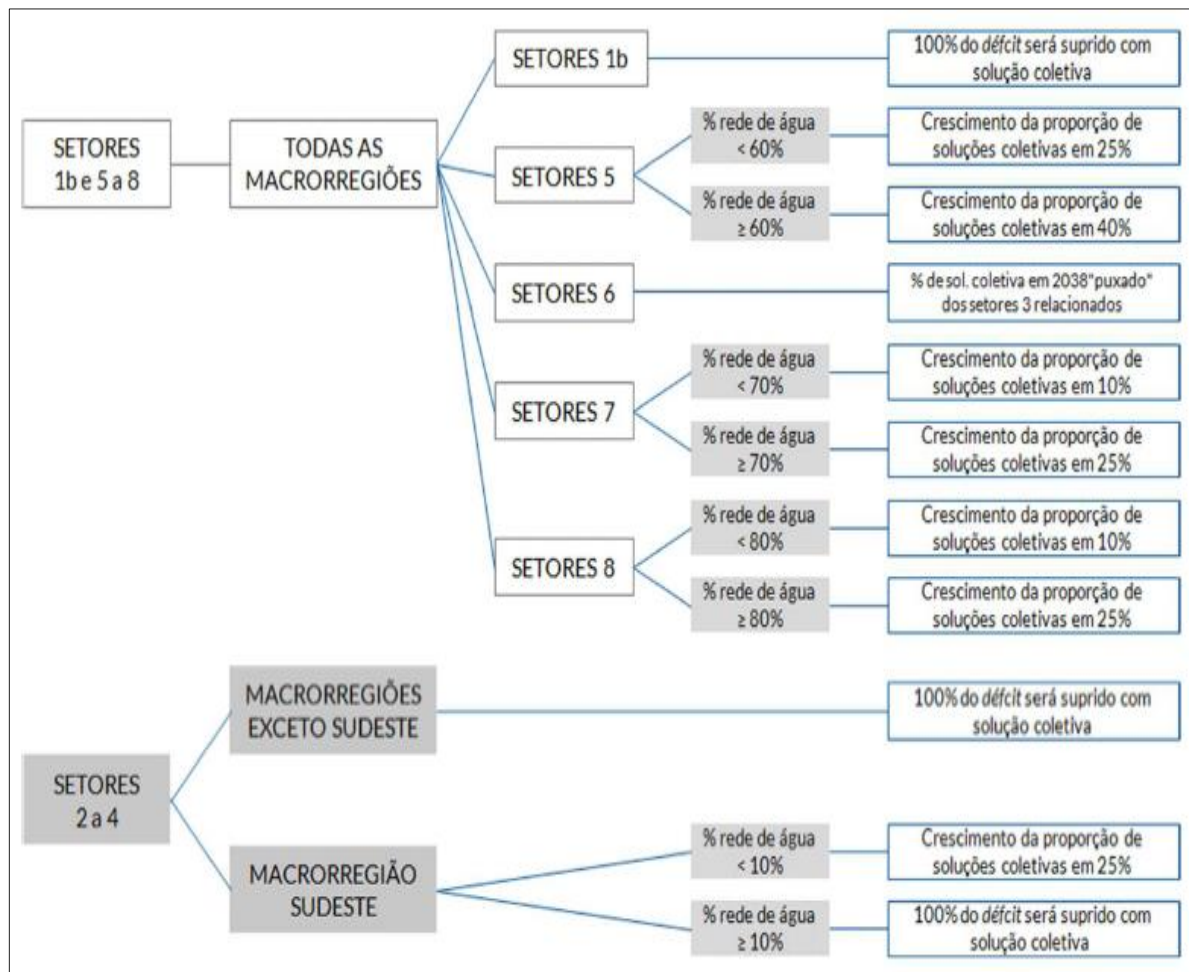 SETORES
1b e 5 a 8
TODAS AS
MACRORREGIÕES
SETORES 1b
100% do défcit será suprido com
solução coletiva
SETORES 5
% rede de água
< 60%
Crescimento da proporção de
soluções coletivas em 25%
% rede de água
≥ 60%
Crescimento da proporção de
soluções coletivas em 40%
SETORES 6
% de sol. coletiva em 2038"puxado"
dos setores 3 relacionados
SETORES 7
% rede de água
< 70%
Crescimento da proporção de
soluções coletivas em 10%
% rede de água
≥ 70%
Crescimento da proporção de
soluções coletivas em 25%
SETORES 8
% rede de água
< 80%
Crescimento da proporção de
soluções coletivas em 10%
% rede de água
≥ 80%
Crescimento da proporção de
soluções coletivas em 25%
SETORES
2 a 4
MACRORREGIÕES
EXCETO SUDESTE
100% do défcit será suprido com
solução coletiva
MACRORREGIÃO
SUDESTE
% rede de água
< 10%
Crescimento da proporção de
soluções coletivas em 25%
% rede de água
≥ 10%
100% do défcit será suprido com
solução coletiva